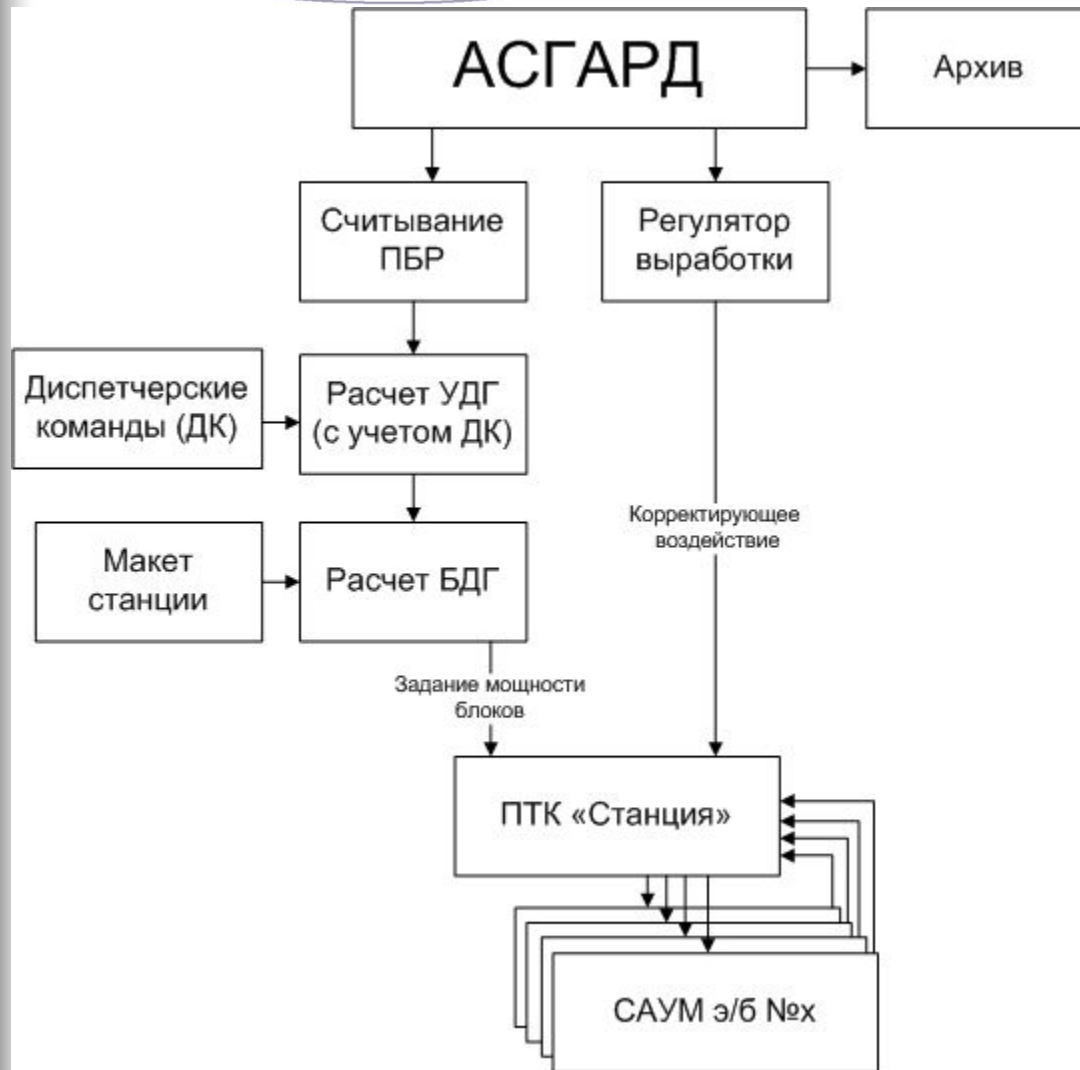 АСГАРД
Архив
Считывание
ПБР
Регулятор
выработки
Диспетчерские
команды (ДК)
Расчет УДГ
(с учетом ДК)
Корректирующее
воздействие
Макет
станции
Расчет БДГ
Задание мощности
блоков
ПТК «Станция»
САУМ э/б №х